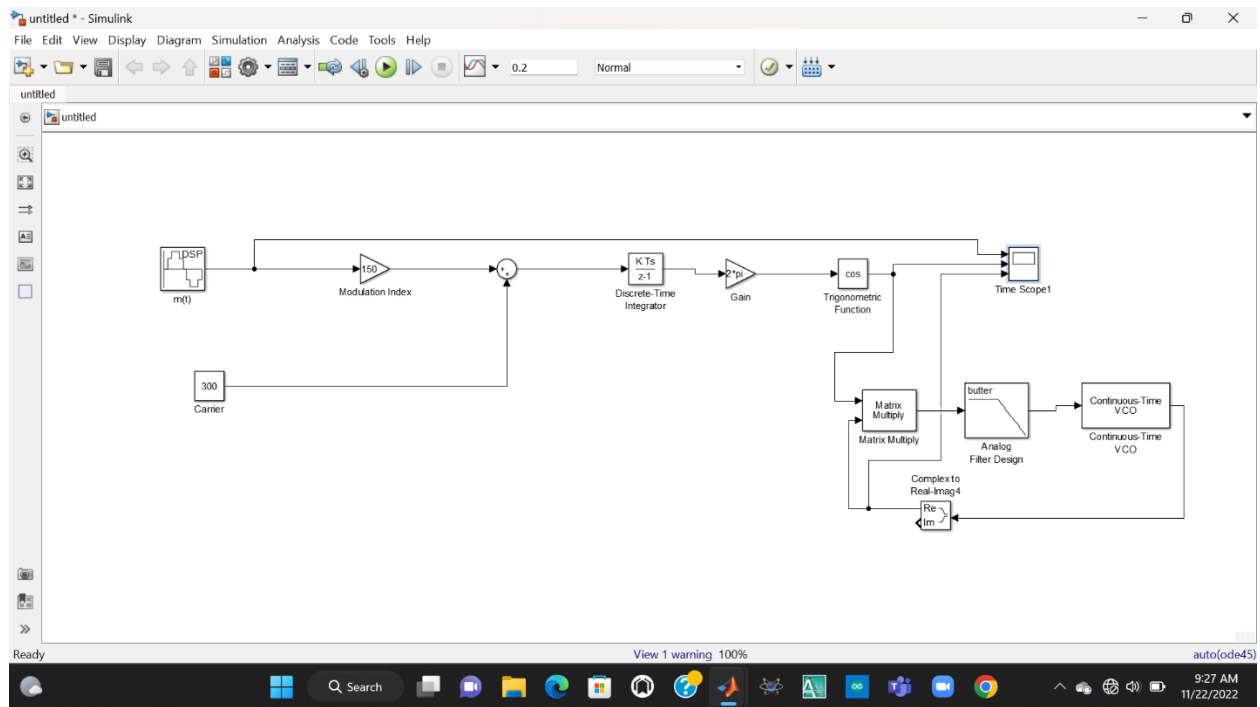 untitled * - Simulink
File Edit View Display Diagram Simulation Analysis Code Tools Help
0.2
Normal
untitled
untitled
DSP
m(t)
150
Modulation Index
+
+
K Ts
z-1
Discrete-Time
Integrator
2*pi
Gain
cos
Trigonometric
Function
Time Scope1
300
Carrier
Matrix
Multiply
Matrix Multiply
butter
Analog
Filter Design
Continuous-Time
VCO
Continuous-Time
VCO
Complex to
Real-Imag4
Re
Im
Ready
View 1 warning 100%
auto(ode45)
Search
9:27 AM
11/22/2022